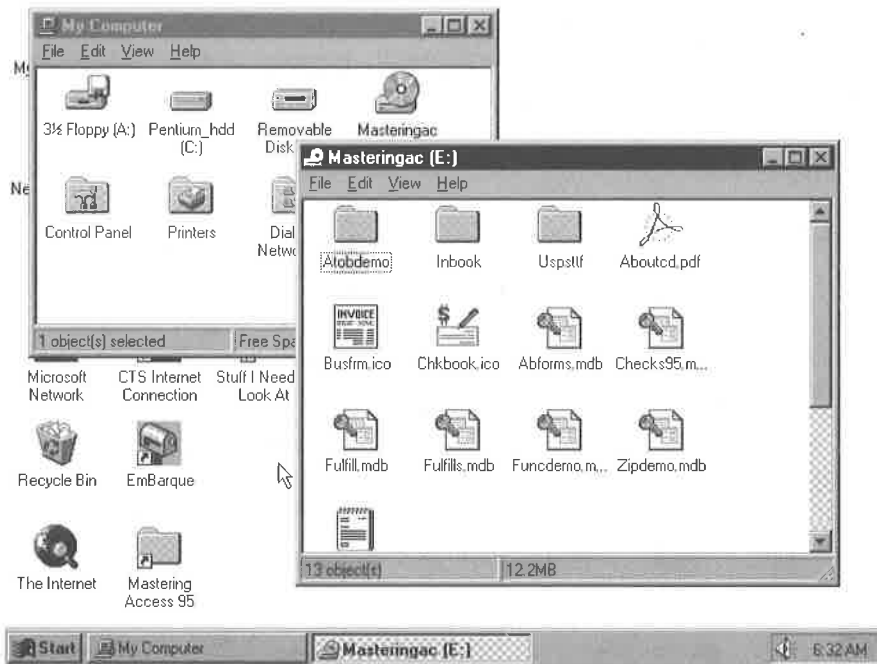 My Computer
File Edit View Help
3½ Floppy (A:) Pentium_hdd (C:) Removable Disk Masteringac
Control Panel Printers Dial
1 object(s) selected Free Spa
Masteringac (E:)
File Edit View Help
Atobdemo Inbook Uspsttf Aboutcd.pdf
INVOICE
Busfrm.ico Chkbook.ico Abforms.mdb Checks95.m...
Fulfill.mdb Fulfills.mdb Funcdemo.m... Zipdemo.mdb
13 object(s) 12.2MB
Microsoft Network CTS Internet Connection Stuff I Need Look At
Recycle Bin EmBarque
The Internet Mastering Access 95
Start My Computer Masteringac (E:) 6:32 AM